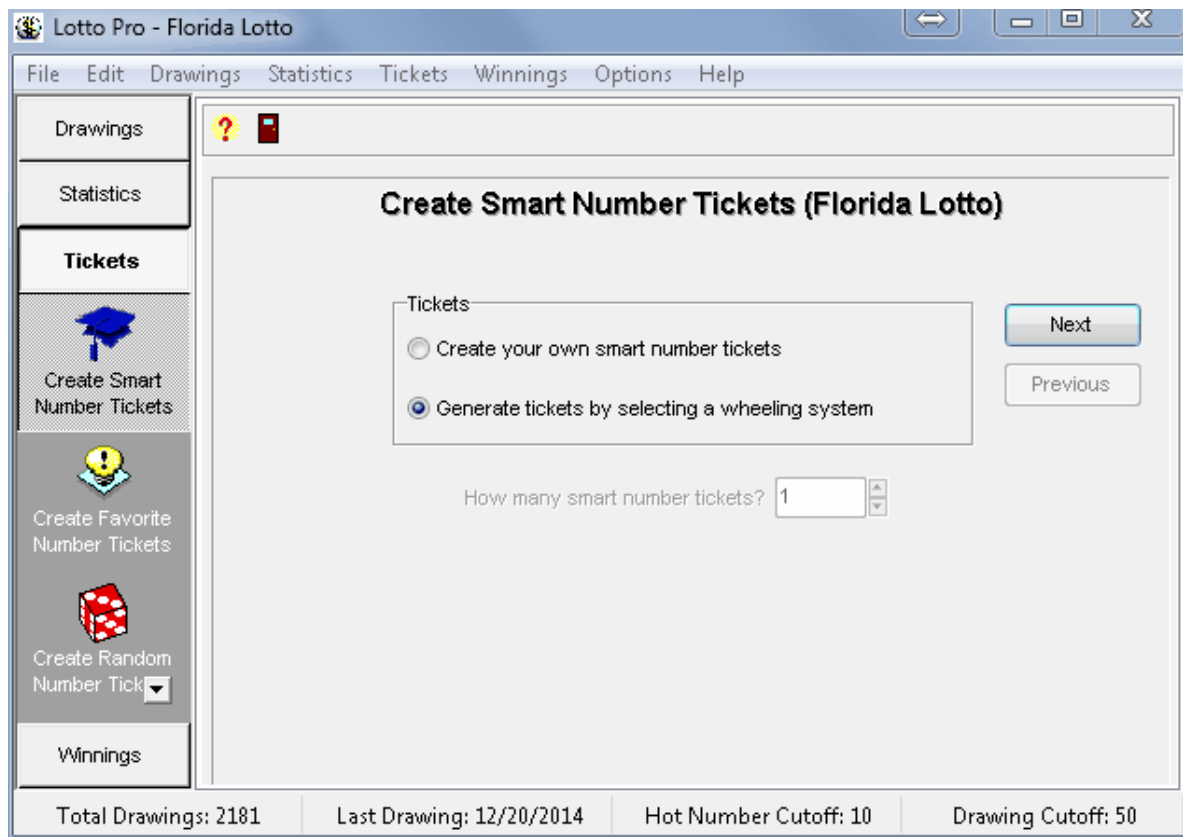 Lotto Pro - Florida Lotto
File Edit Drawings Statistics Tickets Winnings Options Help
Drawings
Statistics
Tickets
Create Smart
Number Tickets
Create Favorite
Number Tickets
Create Random
Number Tick
Winnings
Create Smart Number Tickets (Florida Lotto)
Tickets
Create your own smart number tickets
Generate tickets by selecting a wheeling system
How many smart number tickets? 1
Next
Previous
Total Drawings: 2181 Last Drawing: 12/20/2014 Hot Number Cutoff: 10 Drawing Cutoff: 50